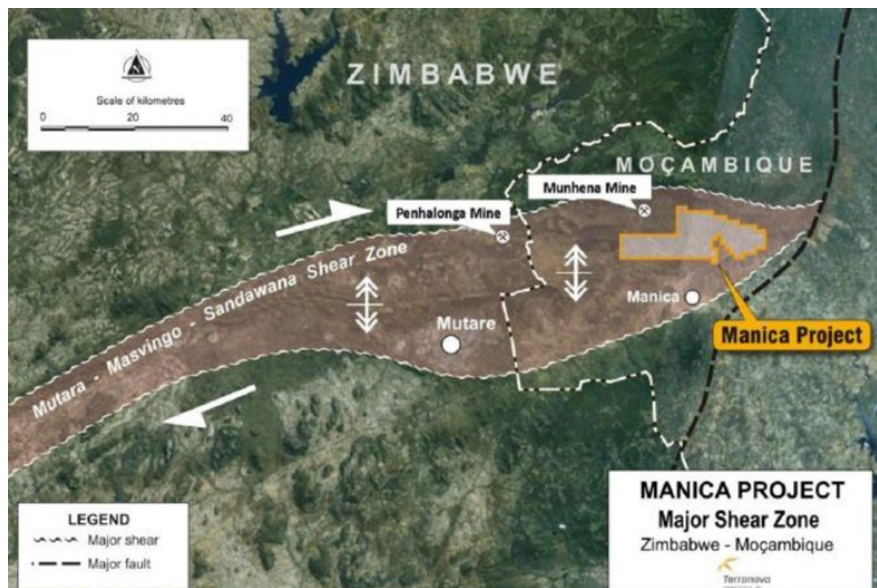 Scale of kilometres
0 20 40
ZIMBABWE
MOÇAMBIQUE
Munhena Mine
Penhalonga Mine
Mutara - Masvingo - Sandawana Shear Zone
Manica
Mutare
Manica Project
LEGEND
Major shear
Major fault
MANICA PROJECT
Major Shear Zone
Zimbabwe - Moçambique
Terranova